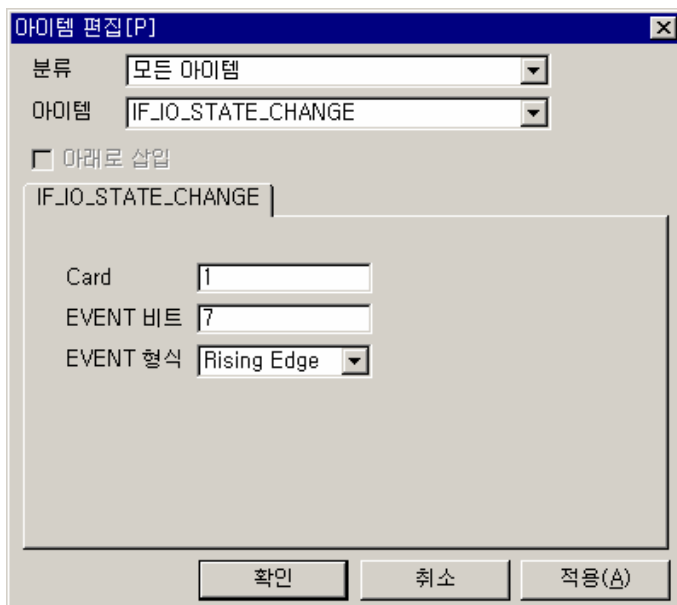 아이템 편집[P]
분류 모든 아이템
아이템 IF_IO_STATE_CHANGE
아래로 삽입
IF_IO_STATE_CHANGE
Card 1
EVENT 비트 7
EVENT 형식 Rising Edge
확인 취소 적용(A)